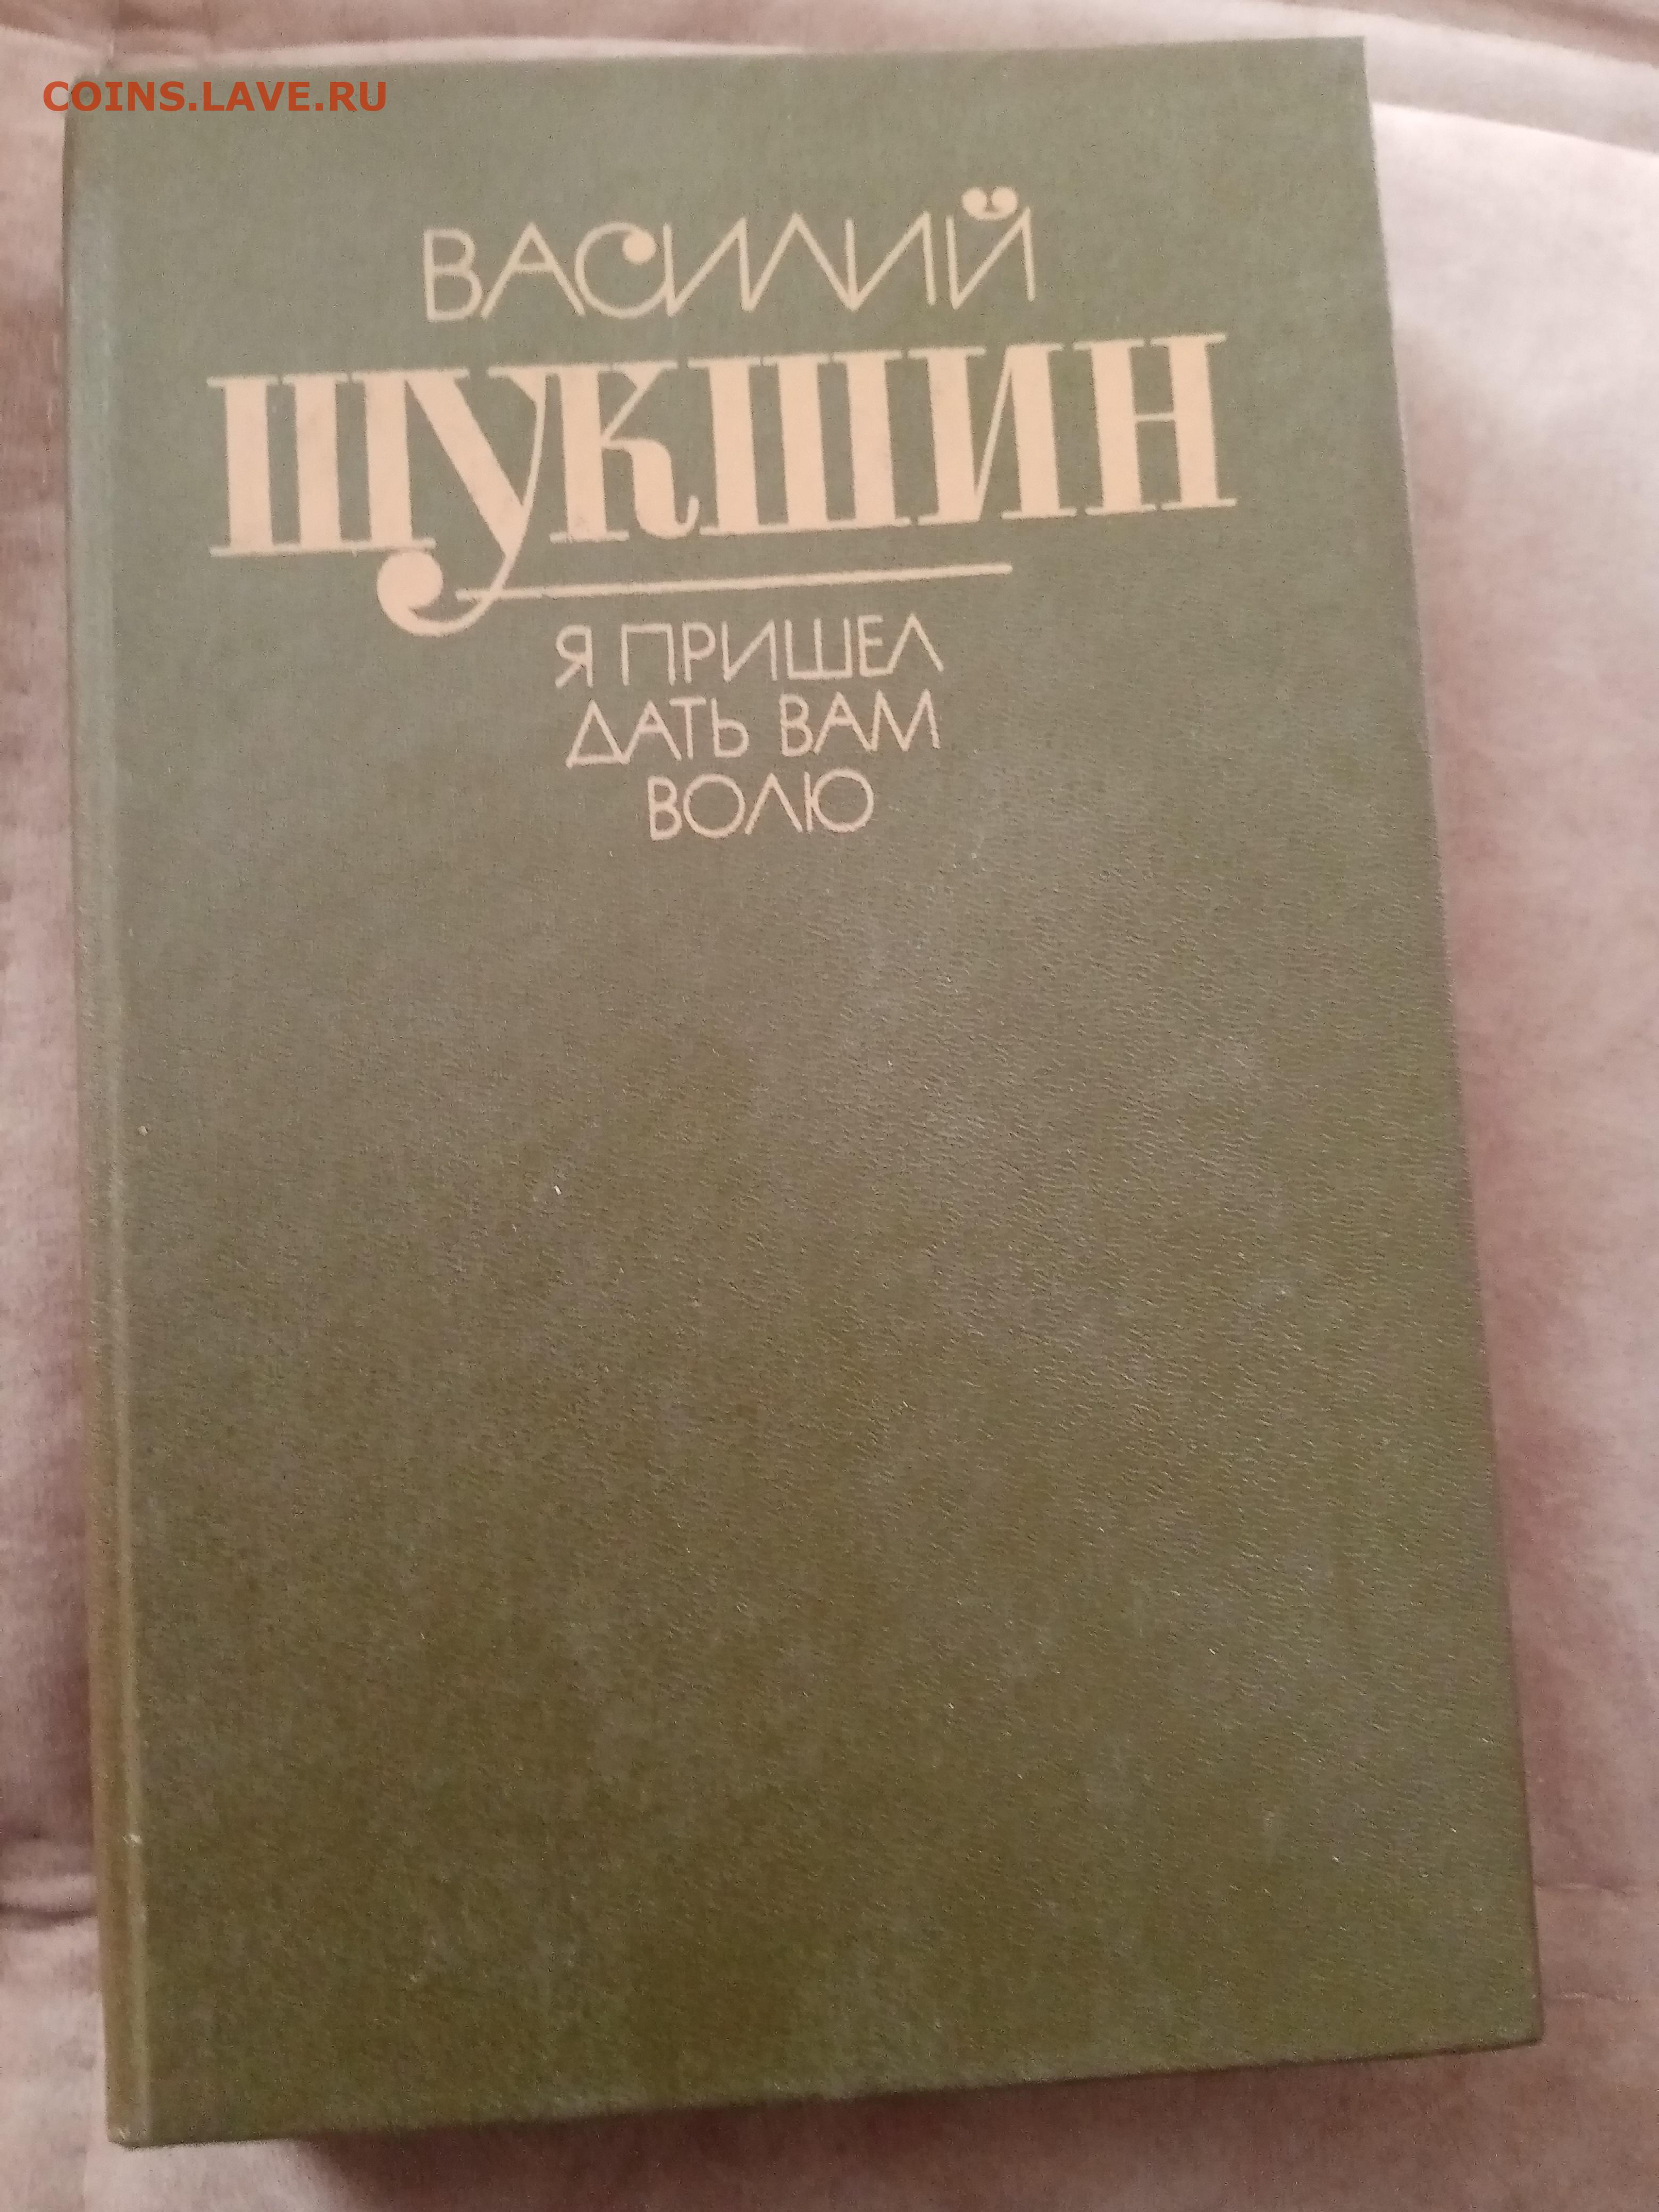 COINS.LAVE.RU
ВАСИЛИЙ
ШУКШИН
Я ПРИШЕЛ
ДАТЬ ВАМ
ВОЛЮ